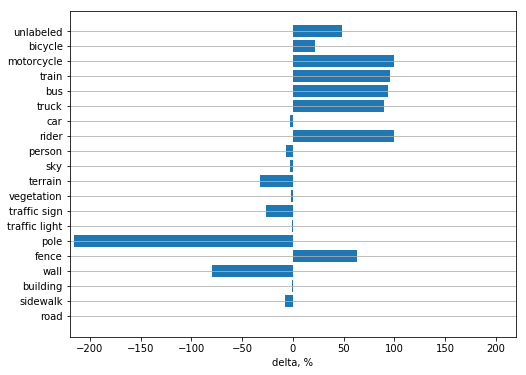 unlabeled
bicycle
motorcycle
train
bus
truck
car
rider
person
sky
terrain
vegetation
traffic sign
traffic light
pole
fence
wall
building
sidewalk
road
−200 −150 −100 −50 0 50 100 150 200
delta, %